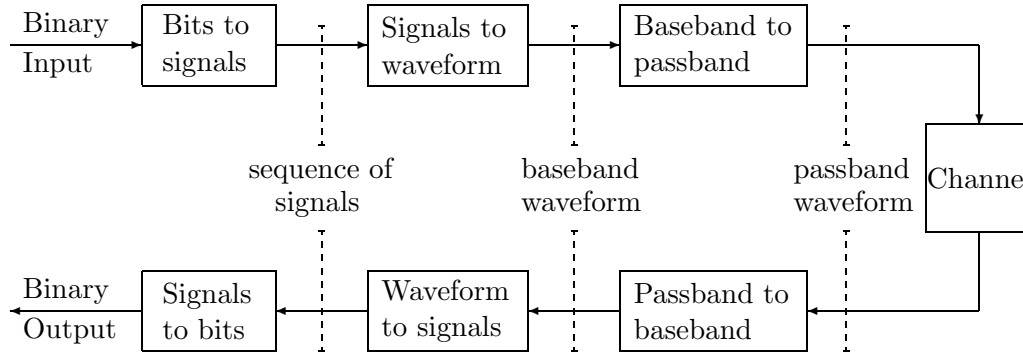 Binary
Input
Bits to
signals
Signals to
waveform
Baseband to
passband
sequence of
signals
baseband
waveform
passband
waveform
Channe
Binary
Output
Signals
to bits
Waveform
to signals
Passband to
baseband